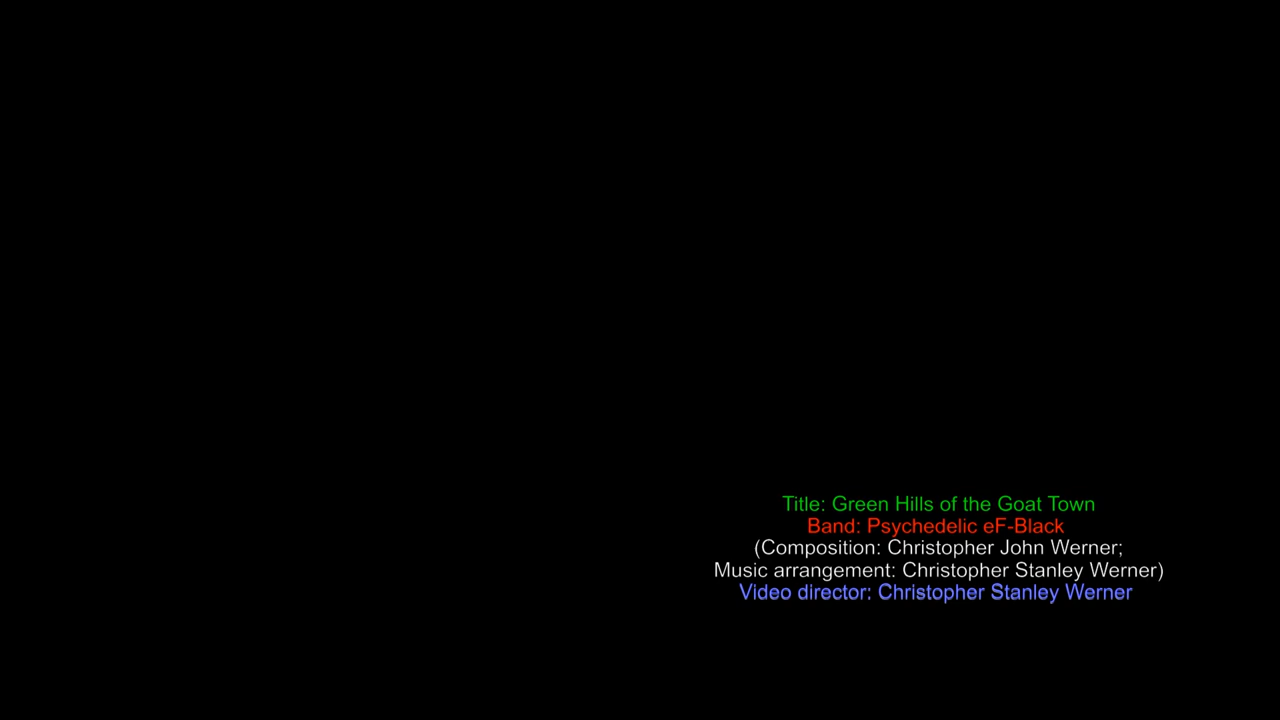 Title: Green Hills of the Goat Town
Band: Psychedelic eF-Black
(Composition: Christopher John Werner;
Music arrangement: Christopher Stanley Werner)
Video director: Christopher Stanley Werner